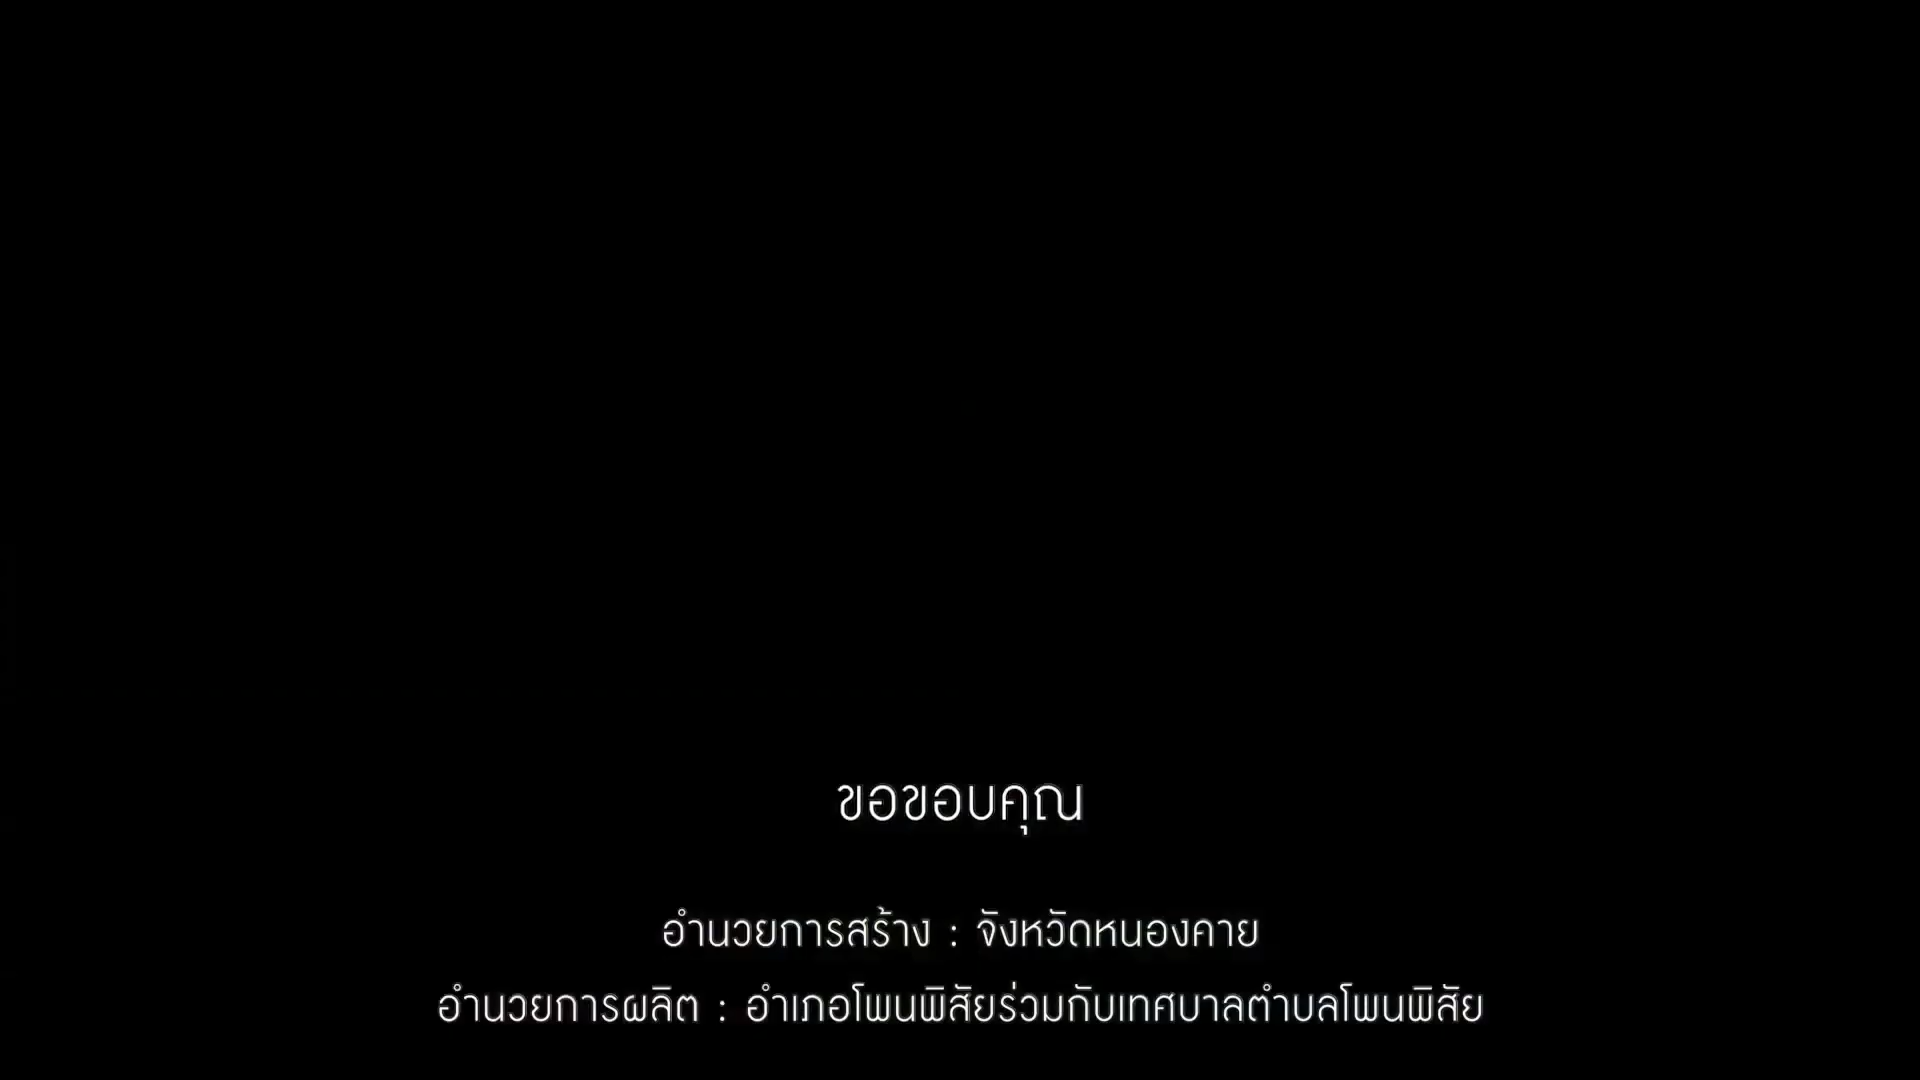 ขอขอบคุณ
อำนวยการสร้าง : จังหวัดหนองคาย
อำนวยการผลิต : อำเภอโพนพิสัยร่วมกับเทศบาลตำบลโพนพิสัย